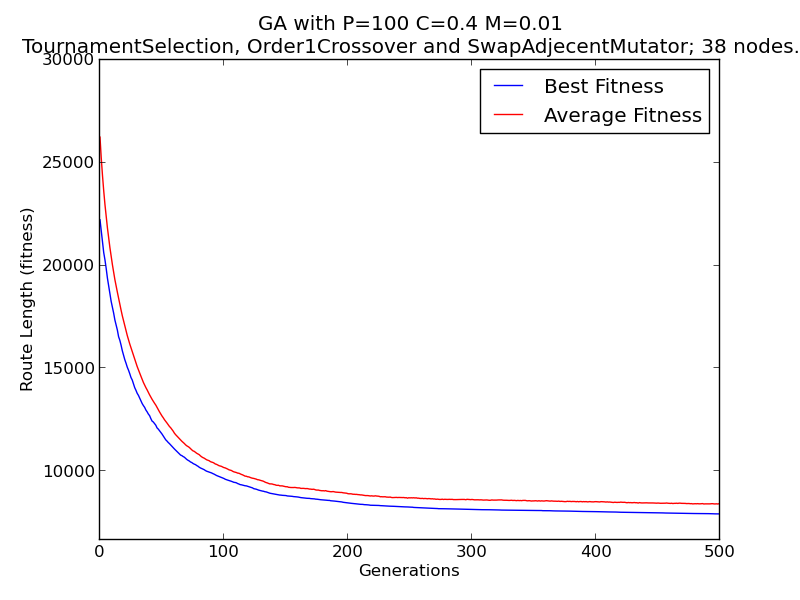 GA with P=100 C=0.4 M=0.01
TournamentSelection, Order1Crossover and SwapAdjecentMutator; 38 nodes.
30000
25000
20000
15000
10000
Route Length (fitness)
Best Fitness
Average Fitness
0
100
200
300
400
500
Generations